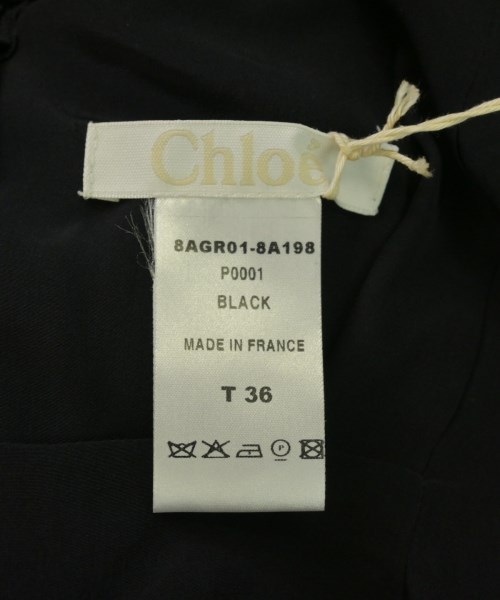 Chloé
8AGR01-8A198
P0001
BLACK
MADE IN FRANCE
T 36
P